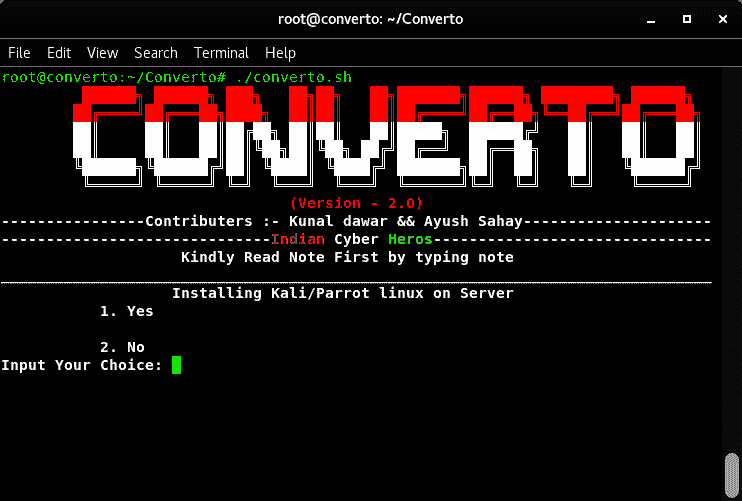 root@converto: ~/Converto
File Edit View Search Terminal Help
root@converto:~/Converto# ./converto.sh
CONVERTO
(Version - 2.0)
----------------Contributers :- Kunal dawar && Ayush Sahay---------------------
------------------------------Indian Cyber Heros-------------------------------
Kindly Read Note First by typing note
_______________________________________________________________________________
Installing Kali/Parrot linux on Server
1. Yes
2. No
Input Your Choice: